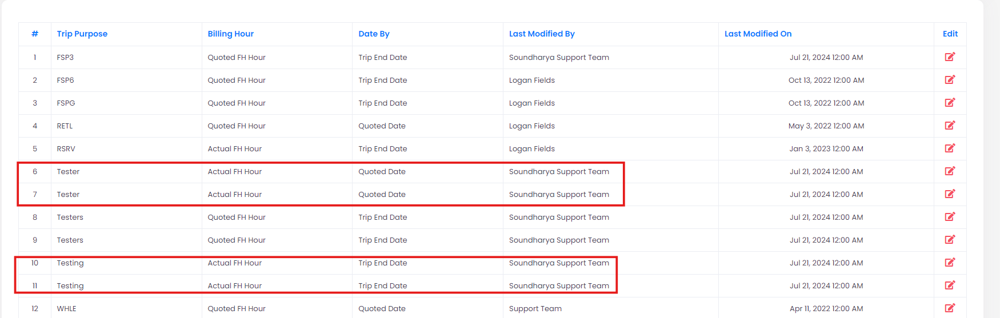 # Trip Purpose Billing Hour Date By Last Modified By Last Modified On Edit
1 FSP3 Quoted FH Hour Trip End Date Soundharya Support Team Jul 21, 2024 12:00 AM
2 FSP6 Quoted FH Hour Trip End Date Logan Fields Oct 13, 2022 12:00 AM
3 FSPG Quoted FH Hour Trip End Date Logan Fields Oct 13, 2022 12:00 AM
4 RETL Quoted FH Hour Quoted Date Logan Fields May 3, 2022 12:00 AM
5 RSRV Actual FH Hour Trip End Date Logan Fields Jan 3, 2023 12:00 AM
6 Tester Actual FH Hour Quoted Date Soundharya Support Team Jul 21, 2024 12:00 AM
7 Tester Actual FH Hour Quoted Date Soundharya Support Team Jul 21, 2024 12:00 AM
8 Testers Quoted FH Hour Trip End Date Soundharya Support Team Jul 21, 2024 12:00 AM
9 Testers Quoted FH Hour Trip End Date Soundharya Support Team Jul 21, 2024 12:00 AM
10 Testing Actual FH Hour Trip End Date Soundharya Support Team Jul 21, 2024 12:00 AM
11 Testing Actual FH Hour Trip End Date Soundharya Support Team Jul 21, 2024 12:00 AM
12 WHLE Quoted FH Hour Quoted Date Support Team Apr 11, 2022 12:00 AM